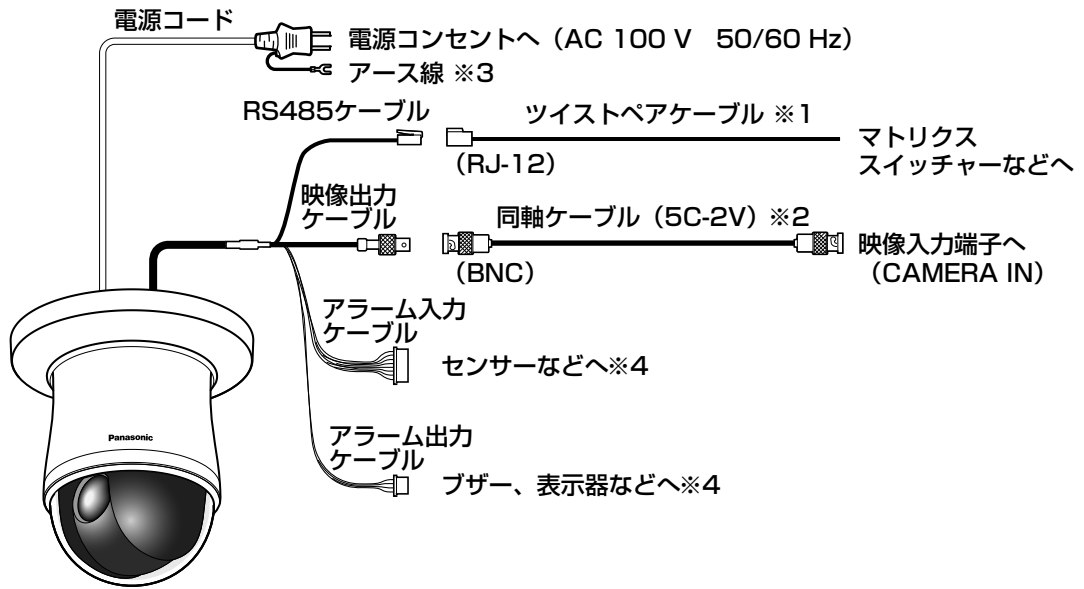 電源コード
電源コンセントへ（AC 100 V　50/60 Hz）
アース線 ※3
RS485ケーブル
ツイストペアケーブル ※1
(RJ-12)
マトリクス
スイッチャーなどへ
映像出力
ケーブル
同軸ケーブル（5C-2V）※2
(BNC)
映像入力端子へ
（CAMERA IN）
アラーム入力
ケーブル
センサーなどへ※4
Panasonic
アラーム出力
ケーブル
ブザー、表示器などへ※4